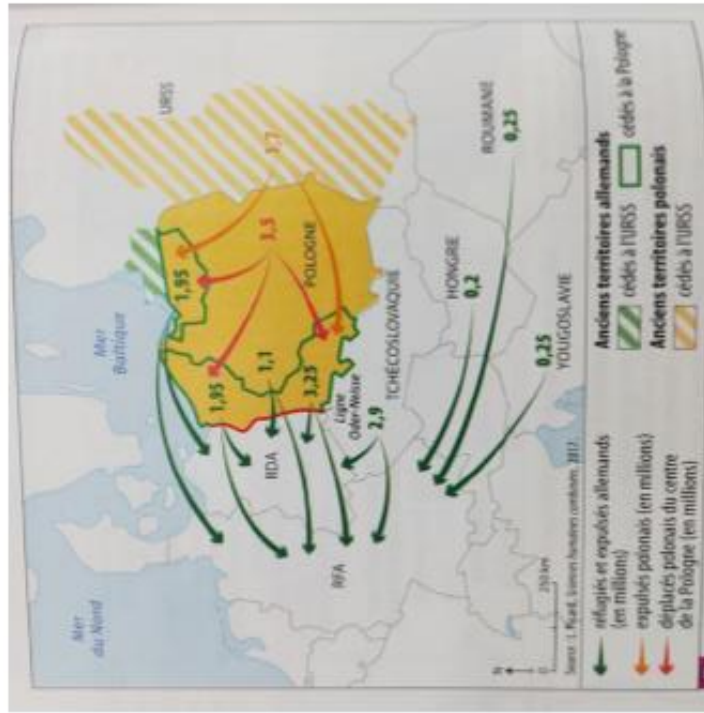 Mer
du Nord
Mer
Baltique
URSS
1,95
3,3
1,95
1,1
POLOGNE
3,25
Ligne
Oder-Neisse
RDA
RFA
2,9
TCHÉCOSLOVAQUIE
HONGRIE
0,2
ROUMANIE
0,25
0,25
YOUGOSLAVIE
N
0
250 km
réfugiés et expulsés allemands
(en millions)
expulsés polonais (en millions)
déplacés polonais du centre
de la Pologne (en millions)
Anciens territoires allemands
cédés à l'URSS
cédés à la Pologne
Anciens territoires polonais
cédés à l'URSS